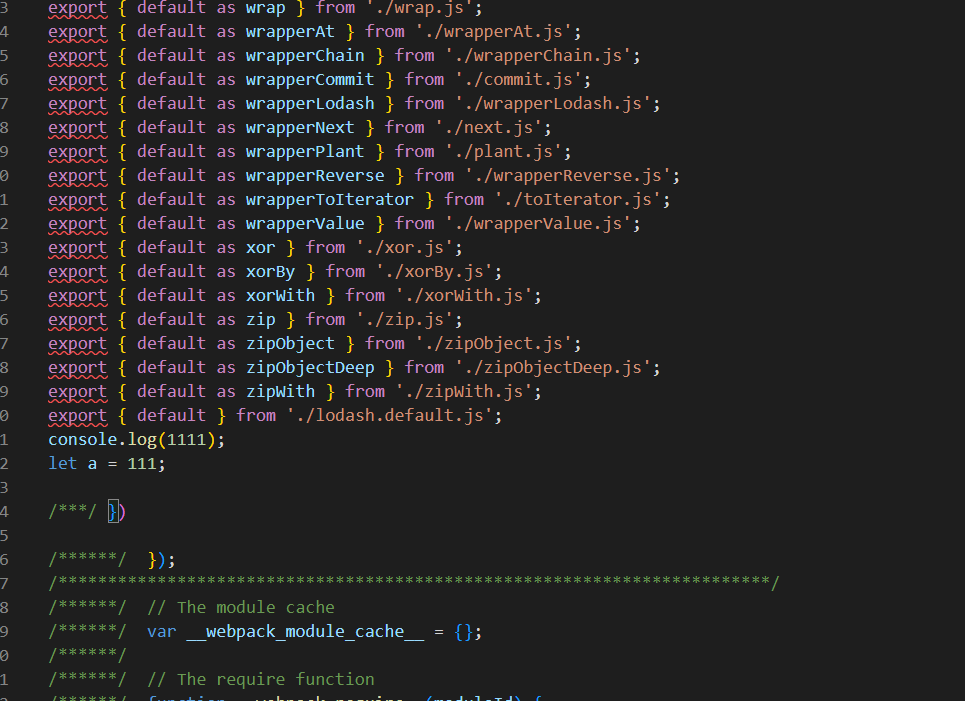 3 export { default as wrap } from './wrap.js';
4 export { default as wrapperAt } from './wrapperAt.js';
5 export { default as wrapperChain } from './wrapperChain.js';
6 export { default as wrapperCommit } from './commit.js';
7 export { default as wrapperLodash } from './wrapperLodash.js';
8 export { default as wrapperNext } from './next.js';
9 export { default as wrapperPlant } from './plant.js';
0 export { default as wrapperReverse } from './wrapperReverse.js';
1 export { default as wrapperToIterator } from './toIterator.js';
2 export { default as wrapperValue } from './wrapperValue.js';
3 export { default as xor } from './xor.js';
4 export { default as xorBy } from './xorBy.js';
5 export { default as xorWith } from './xorWith.js';
6 export { default as zip } from './zip.js';
7 export { default as zipObject } from './zipObject.js';
8 export { default as zipObjectDeep } from './zipObjectDeep.js';
9 export { default as zipWith } from './zipWith.js';
0 export { default } from './lodash.default.js';
1 console.log(1111);
2 let a = 111;
3
4 /***/ })
5
6 /******/ });
7 /************************************************************************/
8 /******/ // The module cache
9 /******/ var __webpack_module_cache__ = {};
0 /******/
1 /******/ // The require function
/******/ function __webpack_require__(moduleId) {